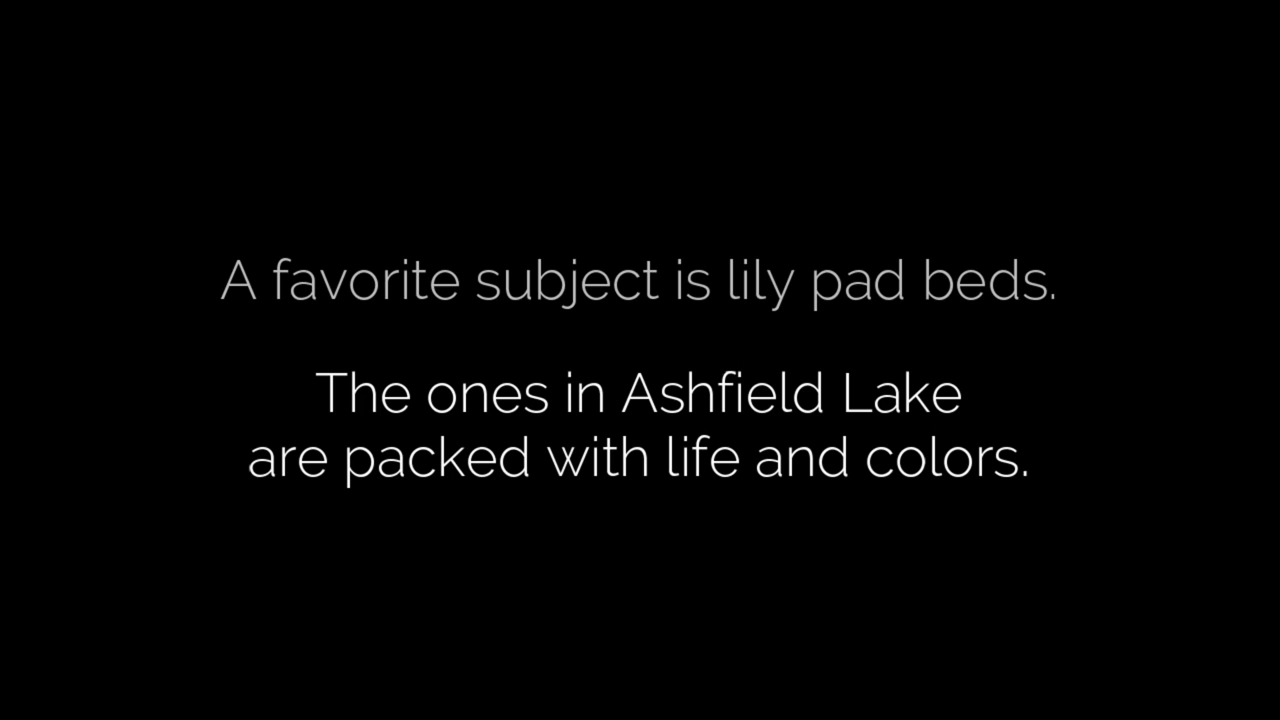 A favorite subject is lily pad beds.
The ones in Ashfield Lake
are packed with life and colors.